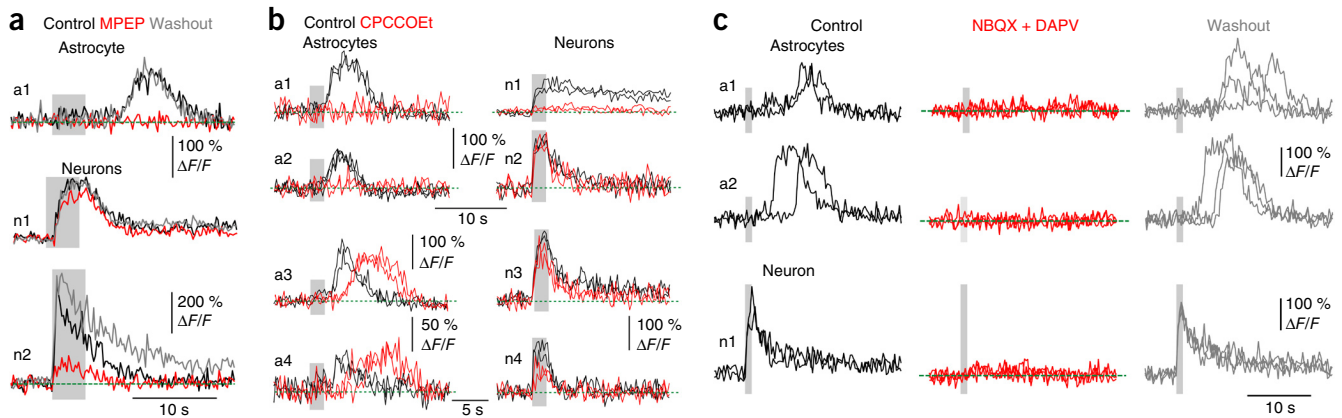 a
Control MPEP Washout
Astrocyte
a1
100 %
ΔF/F
Neurons
n1
200 %
ΔF/F
n2
10 s
b
Control CPCCOEt
Astrocytes
Neurons
a1
n1
100 %
ΔF/F
a2
n2
10 s
100 %
ΔF/F
a3
n3
50 %
ΔF/F
100 %
ΔF/F
a4
n4
5 s
c
Control
NBQX + DAPV
Washout
Astrocytes
a1
a2
100 %
ΔF/F
Neuron
n1
100 %
ΔF/F
10 s